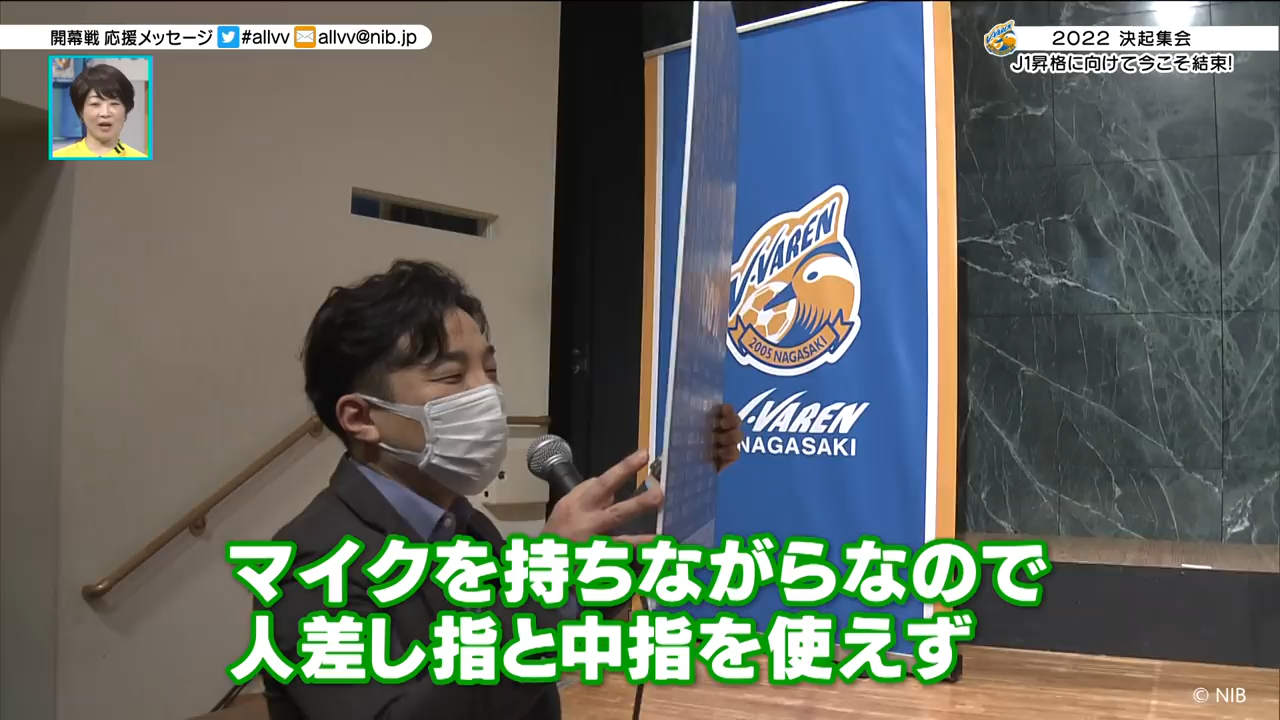 開幕戦 応援メッセージ #allvv allvv@nib.jp
2022 決起集会
J1昇格に向けて今こそ結束!
V・VAREN
2005 NAGASAKI
V・VAREN
NAGASAKI
マイクを持ちながらなので
人差し指と中指を使えず
© NIB